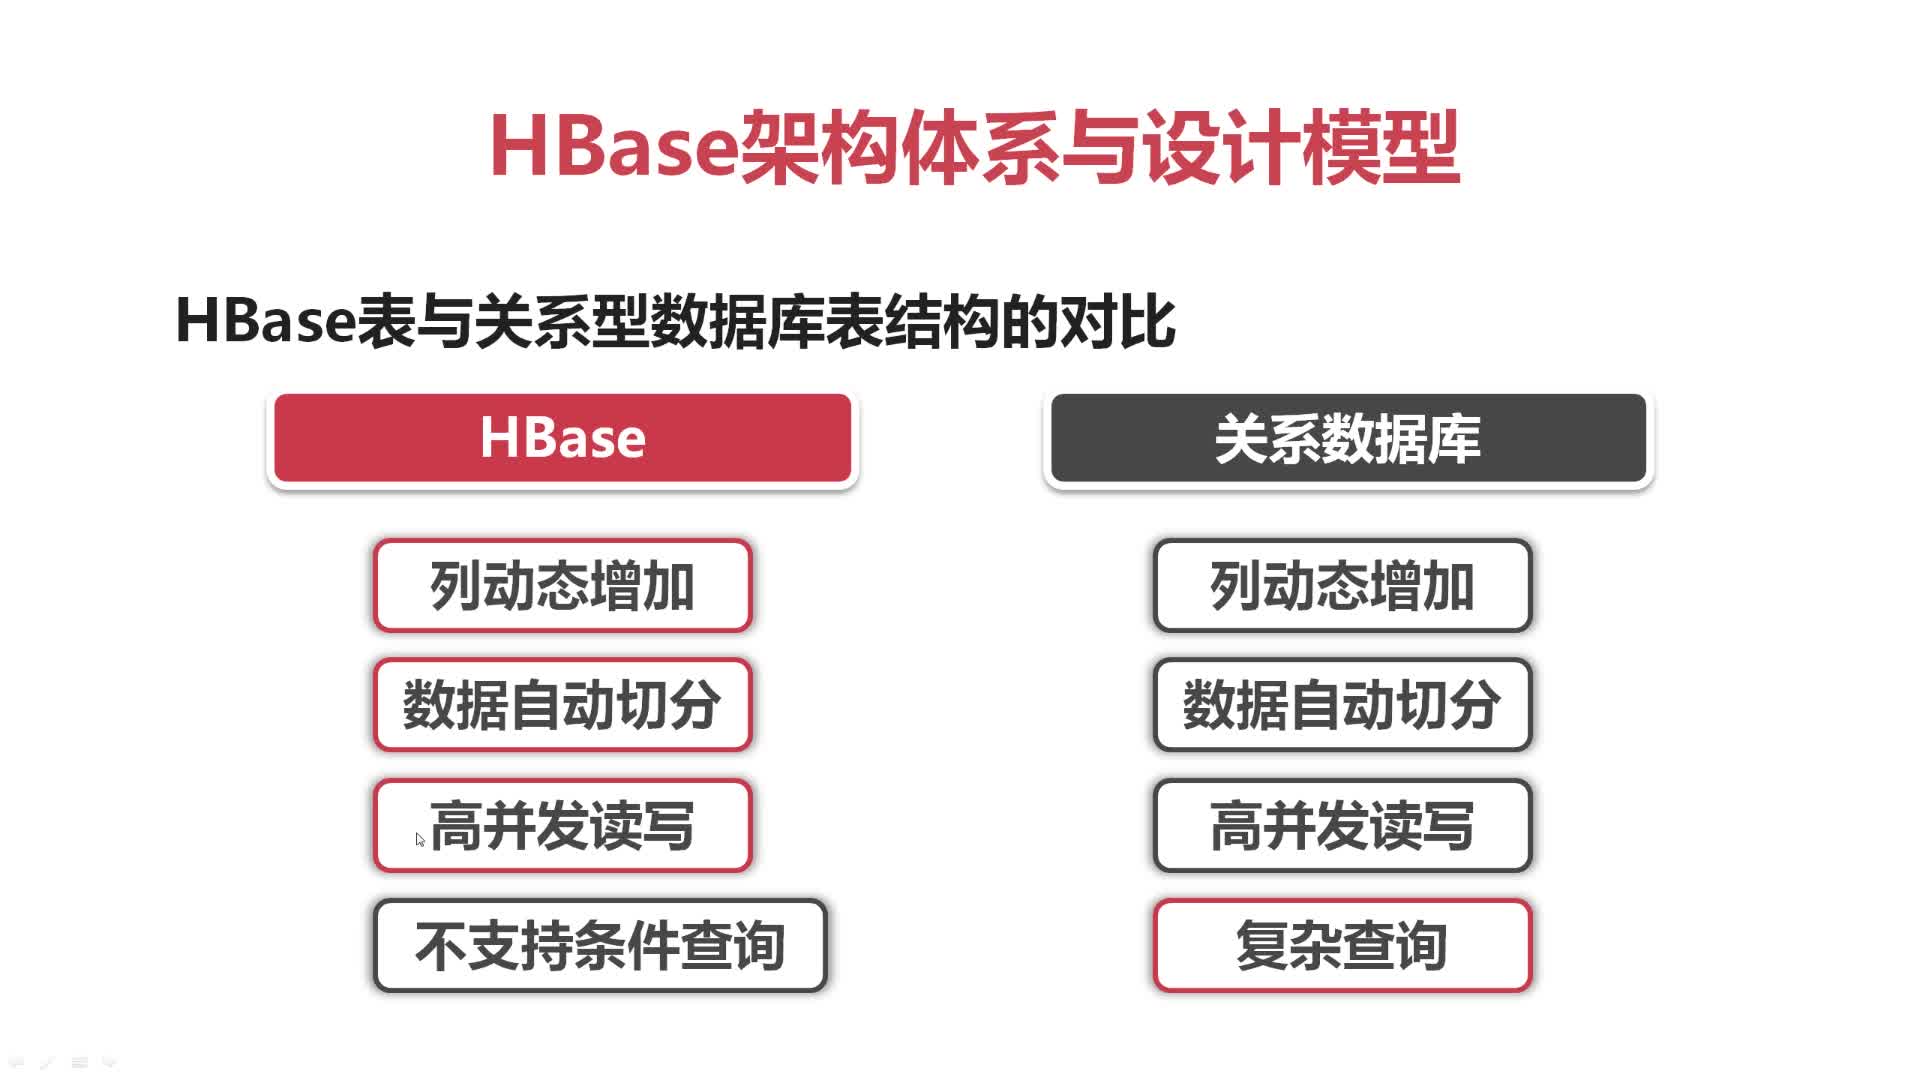 HBase架构体系与设计模型
HBase表与关系型数据库表结构的对比
HBase
关系数据库
列动态增加
列动态增加
数据自动切分
数据自动切分
高并发读写
高并发读写
不支持条件查询
复杂查询